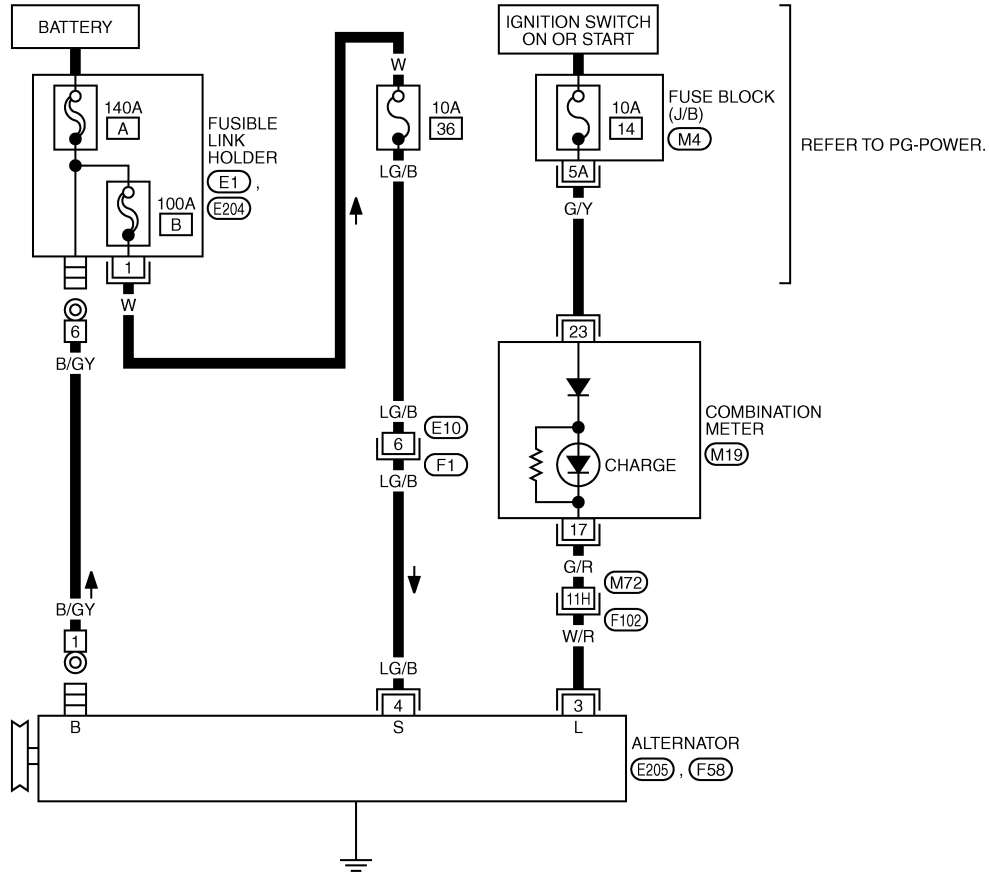 BATTERY
140A
A
FUSIBLE
LINK
HOLDER
E1 ,
E204
100A
B
1
W
6
B/GY
B/GY
1
B
W
10A
36
LG/B
LG/B
6
E10
F1
LG/B
LG/B
4
S
IGNITION SWITCH
ON OR START
10A
14
FUSE BLOCK
(J/B)
M4
5A
G/Y
REFER TO PG-POWER.
23
CHARGE
COMBINATION
METER
M19
17
G/R
M72
11H
F102
W/R
3
L
ALTERNATOR
E205 , F58